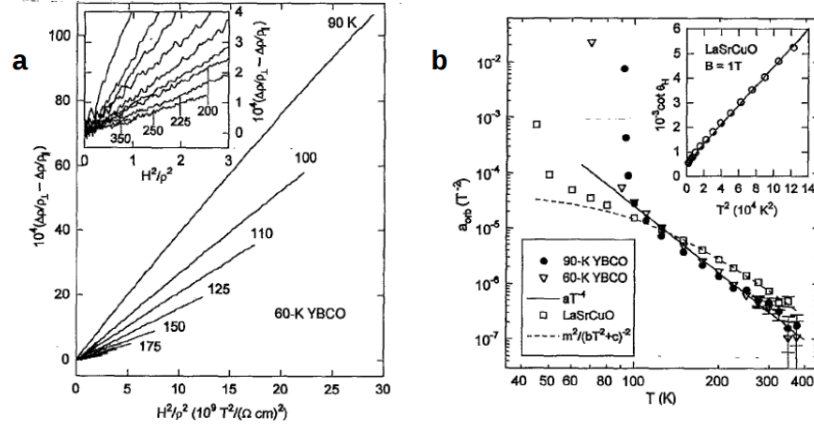 a
4
3
2
1
0
10⁴(Δρ/ρ⊥ − Δρ/ρ∥)
350
250
225
200
0 1 2 3
H²/ρ²
90 K
100
110
125
150
175
60-K YBCO
100
80
60
40
20
0
10⁴(Δρ/ρ⊥ − Δρ/ρ∥)
0 5 10 15 20 25 30
H²/ρ² (10⁹ T²/(Ω cm)²)
b
10⁻²
10⁻³
10⁻⁴
10⁻⁵
10⁻⁶
10⁻⁷
a_orb (T⁻²)
LaSrCuO
B = 1T
6
5
4
3
2
1
0
10⁻³cot θ_H
0 2 4 6 8 10 12 14
T² (10⁴ K²)
90-K YBCO
60-K YBCO
aT⁻⁴
LaSrCuO
m²/(bT²+c)⁻²
40 60 80 100 200 300 400
T (K)